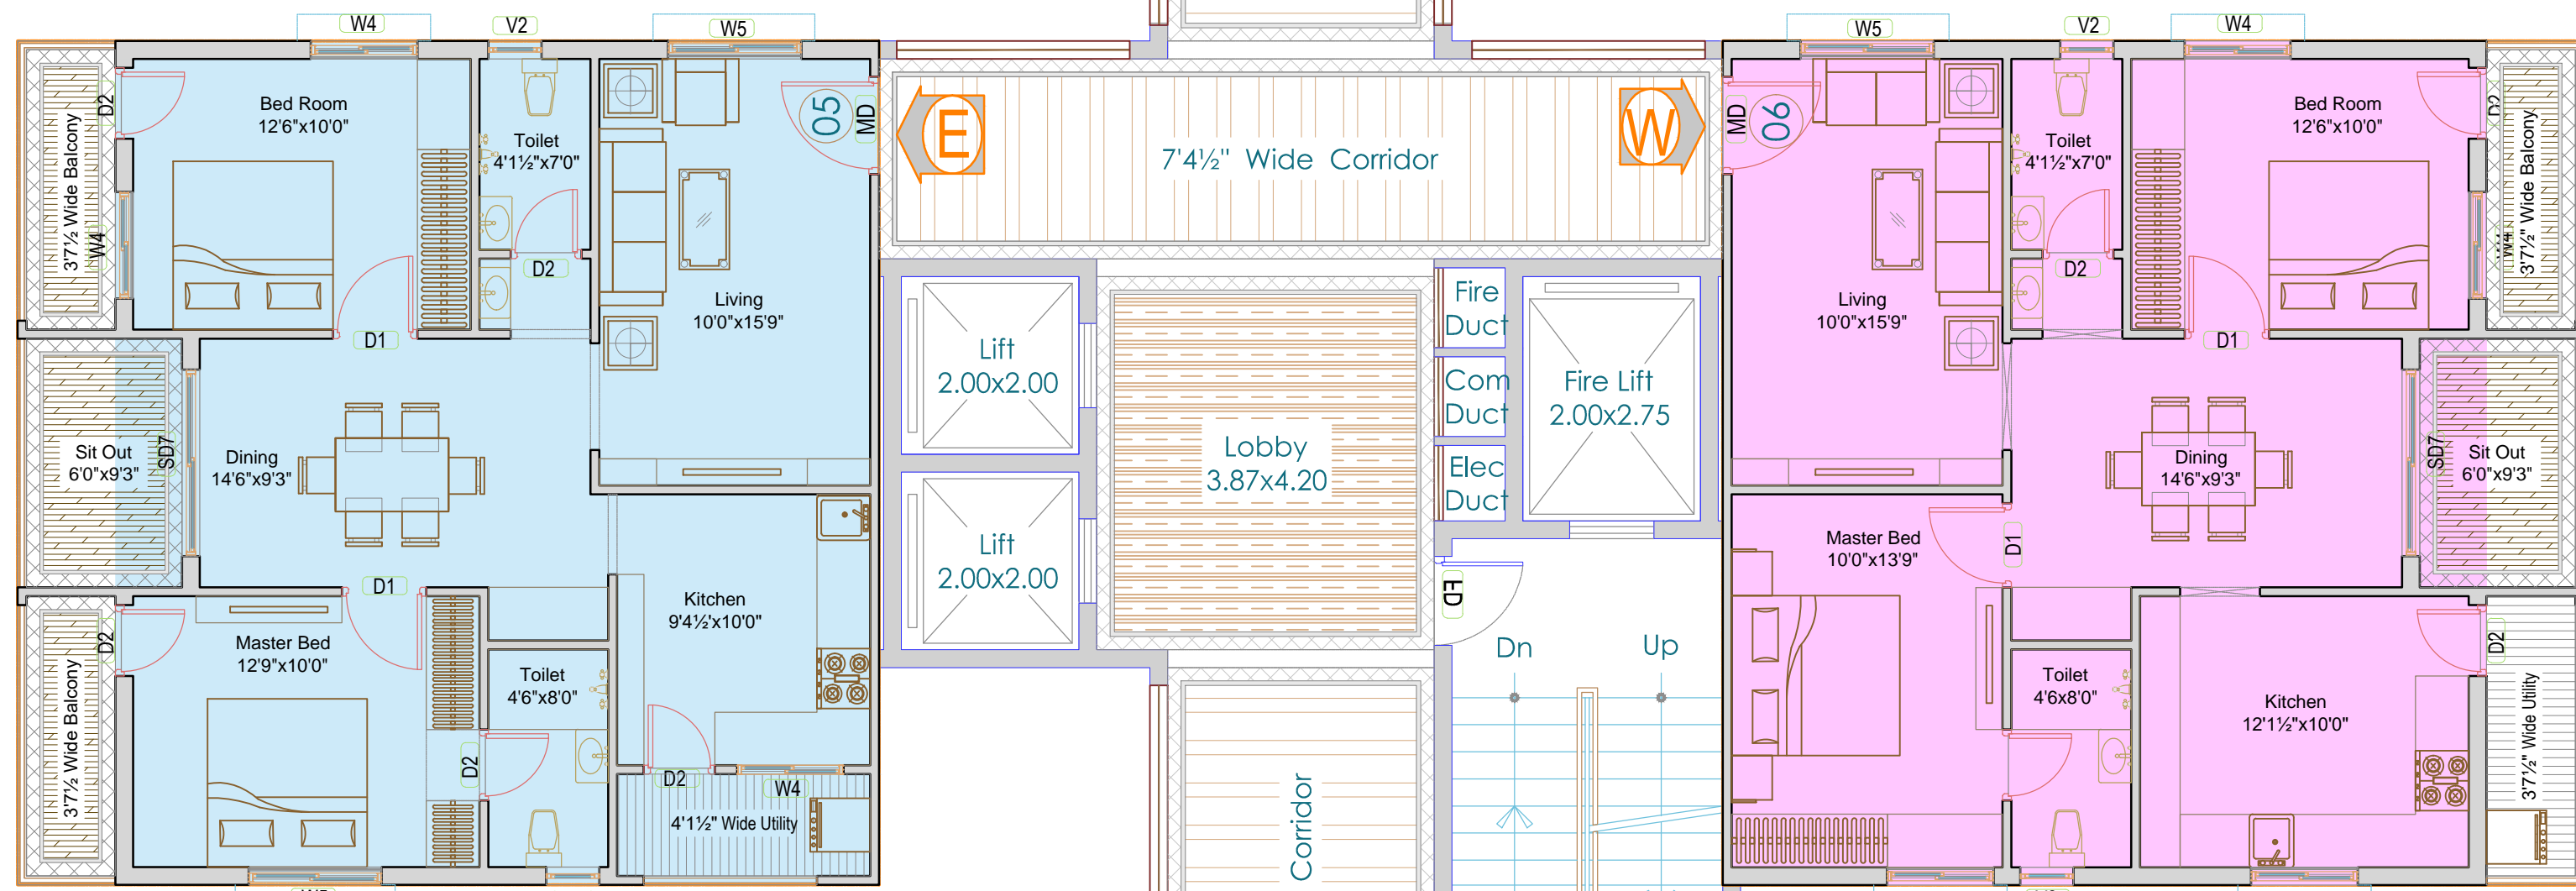 W4
V2
W5
W5
V2
W4
Bed Room
12'6"x10'0"
D2
3'7½ Wide Balcony
W4
Toilet
4'1½"x7'0"
D2
05
MD
Living
10'0"x15'9"
D1
E
7'4½" Wide Corridor
W
MD
06
Living
10'0"x15'9"
Toilet
4'1½"x7'0"
D2
Bed Room
12'6"x10'0"
D2
3'7½" Wide Balcony
W4
D1
Lift
2.00x2.00
Lift
2.00x2.00
Lobby
3.87x4.20
Fire
Duct
Com
Duct
Elec
Duct
Fire Lift
2.00x2.75
ED
Dn
Up
Corridor
Sit Out
6'0"x9'3"
SD7
Dining
14'6"x9'3"
D1
Kitchen
9'4½'x10'0"
D2
Master Bed
12'9"x10'0"
3'7½ Wide Balcony
D2
Toilet
4'6"x8'0"
D2
W4
4'1½" Wide Utility
Master Bed
10'0"x13'9"
D1
Dining
14'6"x9'3"
SD7
Sit Out
6'0"x9'3"
Toilet
4'6x8'0"
Kitchen
12'1½"x10'0"
D2
3'7½" Wide Utility